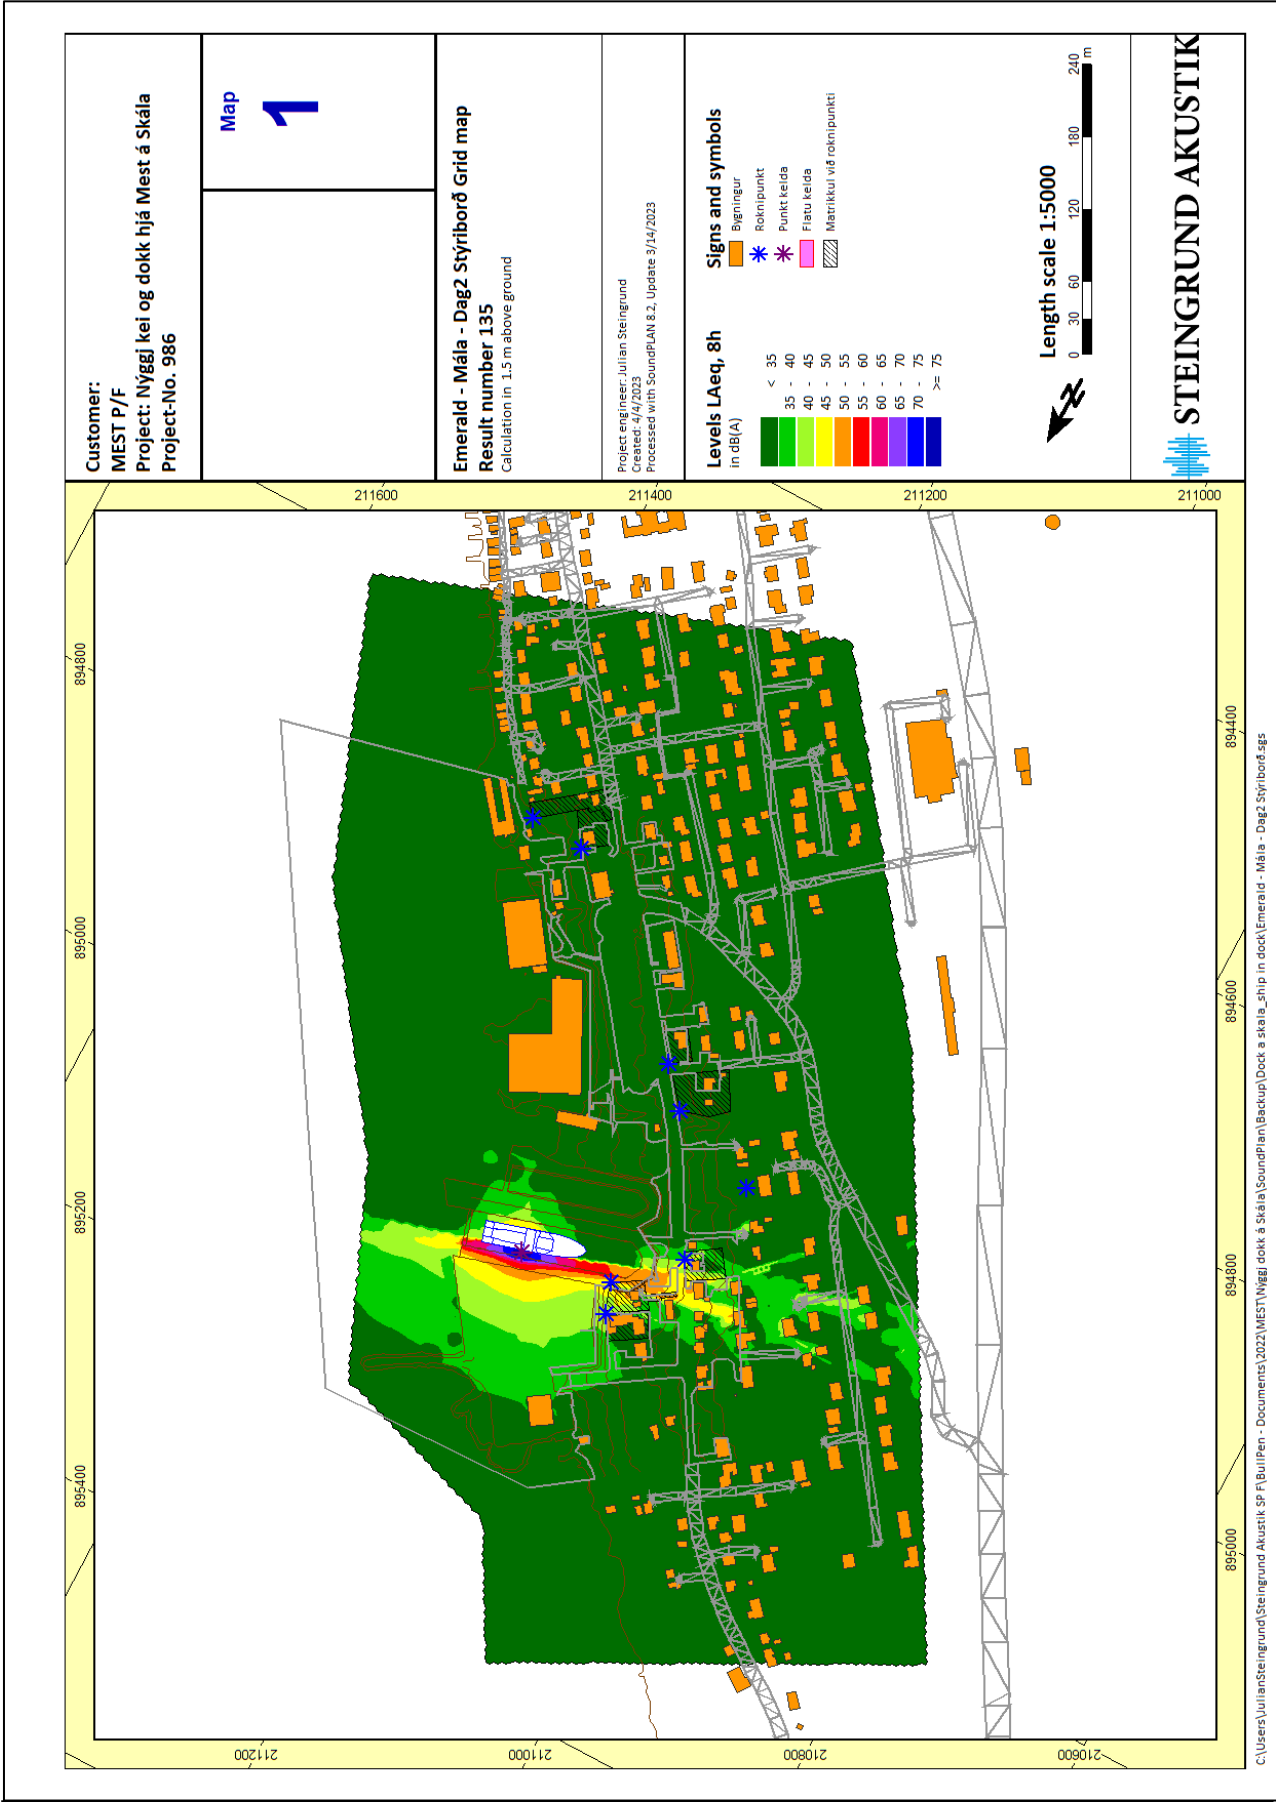 Customer:
MEST P/F
Project: Nýggj kei og dokk hjá Mest á Skála
Project-No. 986
Map
1
Emerald - Mála - Dag2 Stýriborð Grid map
Result number 135
Calculation in 1.5 m above ground
Project engineer: Julian Steingrund
Created: 4/4/2023
Processed with SoundPLAN 8.2, Update 3/14/2023
Levels LAeq, 8h
in dB(A)
< 35
35 - 40
40 - 45
45 - 50
50 - 55
55 - 60
60 - 65
65 - 70
70 - 75
>= 75
Signs and symbols
Bygningur
Roknipunkt
Punkt kelda
Flatu kelda
Matrikkul við roknipunkti
Length scale 1:5000
0 30 60 120 180 240
m
STEINGRUND AKUSTIK
211600
211400
211200
211000
894800
895000
895200
895400
894400
894600
894800
895000
211200
211000
210800
210600
C:\Users\JulianSteingrund\Steingrund Akustik SP F\BullPen - Documents\2022\MEST\Nýggj dokk á Skála\SoundPlan\Backup\Dock a skala_ship in dock\Emerald - Mála - Dag2 Stýriborð.sgs